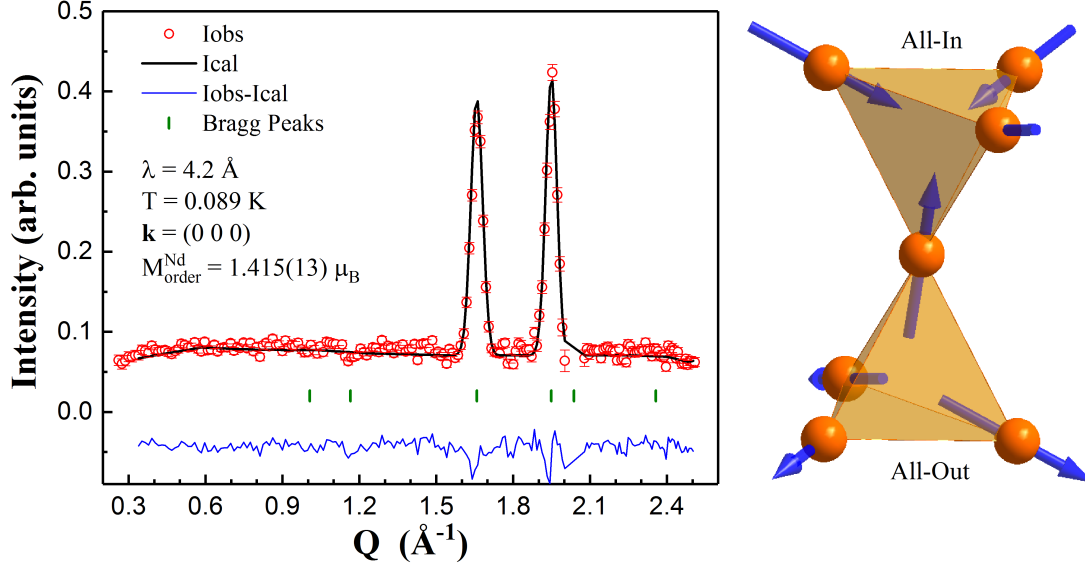 Intensity (arb. units)
0.5
0.4
0.3
0.2
0.1
0.0
Iobs
Ical
Iobs-Ical
Bragg Peaks
λ = 4.2 Å
T = 0.089 K
k = (0 0 0)
M^Nd_order = 1.415(13) μ_B
0.3 0.6 0.9 1.2 1.5 1.8 2.1 2.4
Q (Å⁻¹)
All-In
All-Out